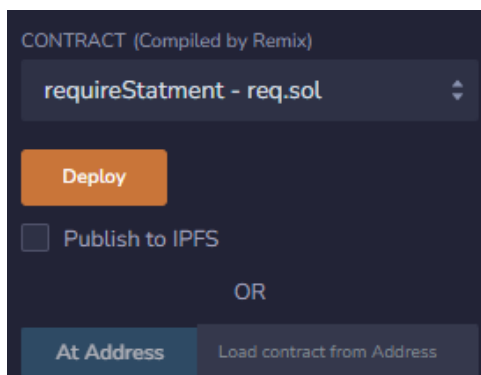 CONTRACT (Compiled by Remix)
requireStatment - req.sol
Deploy
Publish to IPFS
OR
At Address Load contract from Address